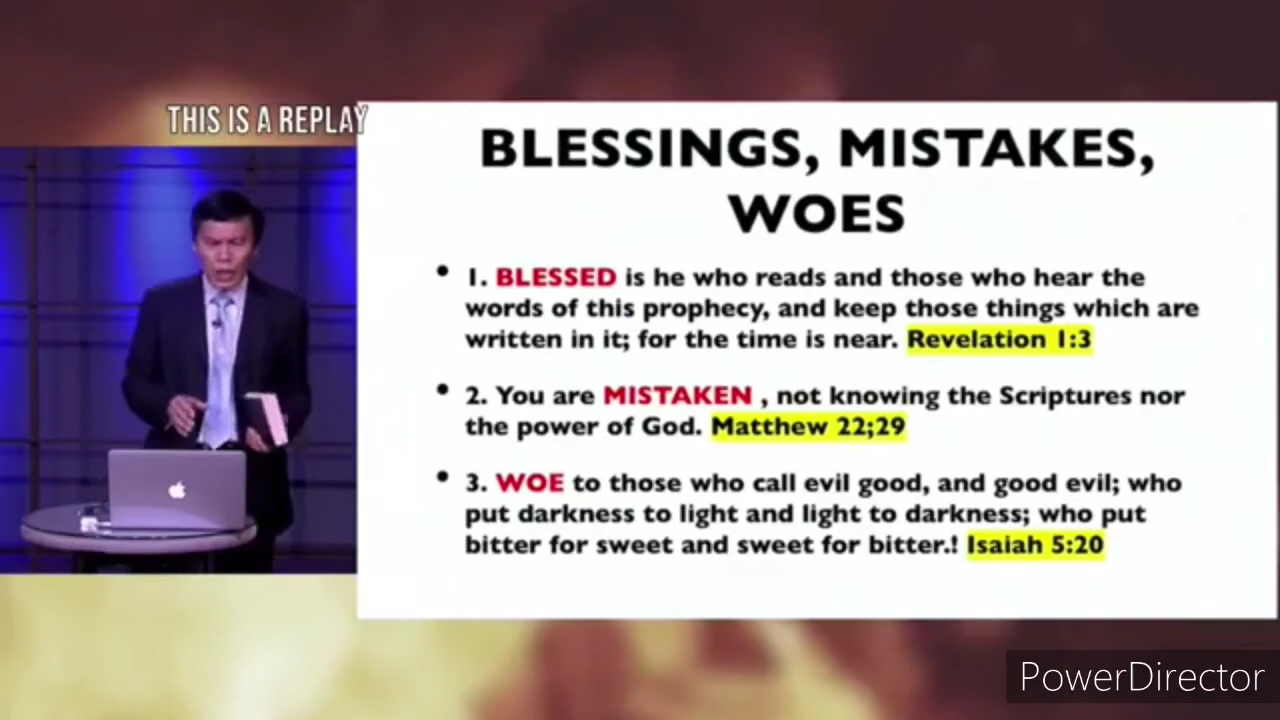 THIS IS A REPLAY
BLESSINGS, MISTAKES,
WOES
• 1. BLESSED is he who reads and those who hear the
words of this prophecy, and keep those things which are
written in it; for the time is near. Revelation 1:3
• 2. You are MISTAKEN , not knowing the Scriptures nor
the power of God. Matthew 22;29
• 3. WOE to those who call evil good, and good evil; who
put darkness to light and light to darkness; who put
bitter for sweet and sweet for bitter.! Isaiah 5:20
PowerDirector